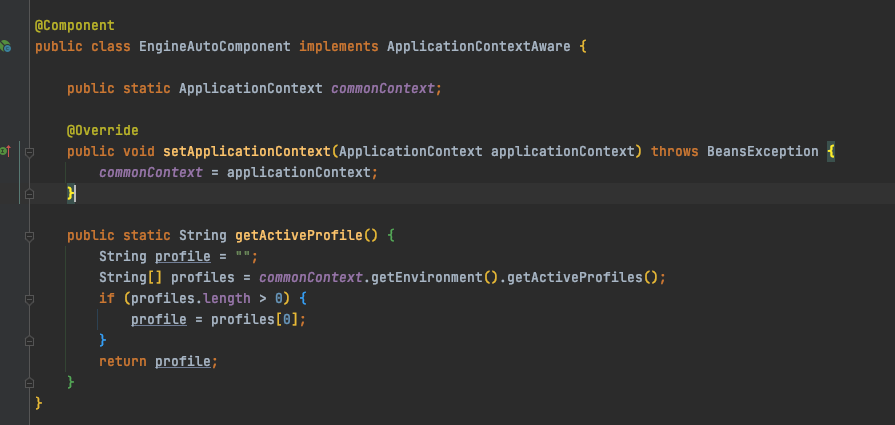 @Component
public class EngineAutoComponent implements ApplicationContextAware {
public static ApplicationContext commonContext;
@Override
public void setApplicationContext(ApplicationContext applicationContext) throws BeansException {
commonContext = applicationContext;
}
public static String getActiveProfile() {
String profile = "";
String[] profiles = commonContext.getEnvironment().getActiveProfiles();
if (profiles.length > 0) {
profile = profiles[0];
}
return profile;
}
}